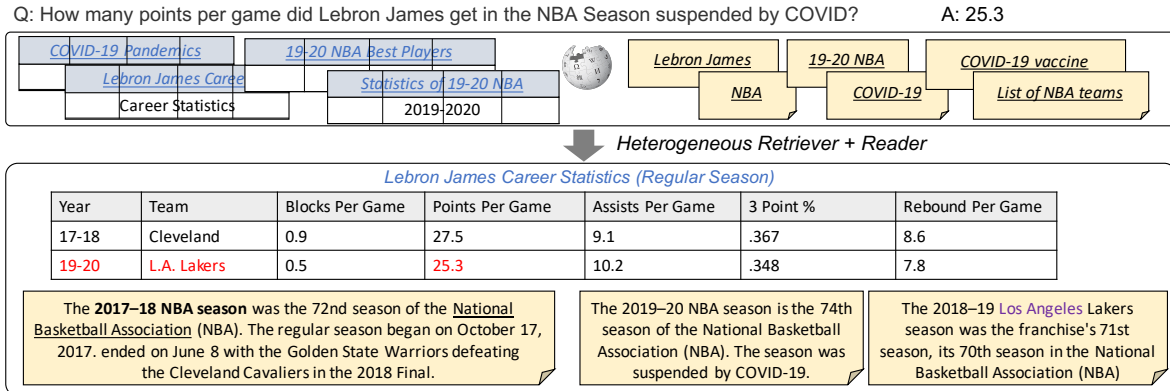 Q: How many points per game did Lebron James get in the NBA Season suspended by COVID? A: 25.3
COVID-19 Pandemics
19-20 NBA Best Players
Lebron James Caree
Statistics of 19-20 NBA
Career Statistics
2019-2020
Lebron James
19-20 NBA
COVID-19 vaccine
NBA
COVID-19
List of NBA teams
Heterogeneous Retriever + Reader
Lebron James Career Statistics (Regular Season)
Year Team Blocks Per Game Points Per Game Assists Per Game 3 Point % Rebound Per Game
17-18 Cleveland 0.9 27.5 9.1 .367 8.6
19-20 L.A. Lakers 0.5 25.3 10.2 .348 7.8
The 2017–18 NBA season was the 72nd season of the National
Basketball Association (NBA). The regular season began on October 17,
2017. ended on June 8 with the Golden State Warriors defeating
the Cleveland Cavaliers in the 2018 Final.
The 2019–20 NBA season is the 74th
season of the National Basketball
Association (NBA). The season was
suspended by COVID-19.
The 2018–19 Los Angeles Lakers
season was the franchise's 71st
season, its 70th season in the National
Basketball Association (NBA)